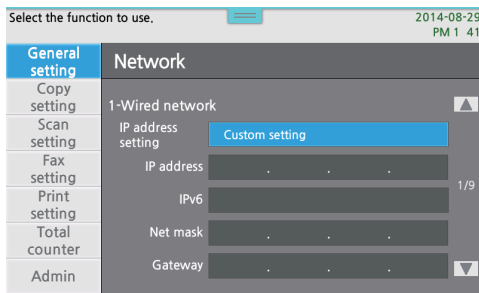 Select the function to use.
2014-08-29
PM 1 41
General
setting
Copy
setting
Scan
setting
Fax
setting
Print
setting
Total
counter
Admin
Network
1-Wired network
IP address
setting
Custom setting
IP address
. . .
IPv6
Net mask
. . .
Gateway
. . .
1/9